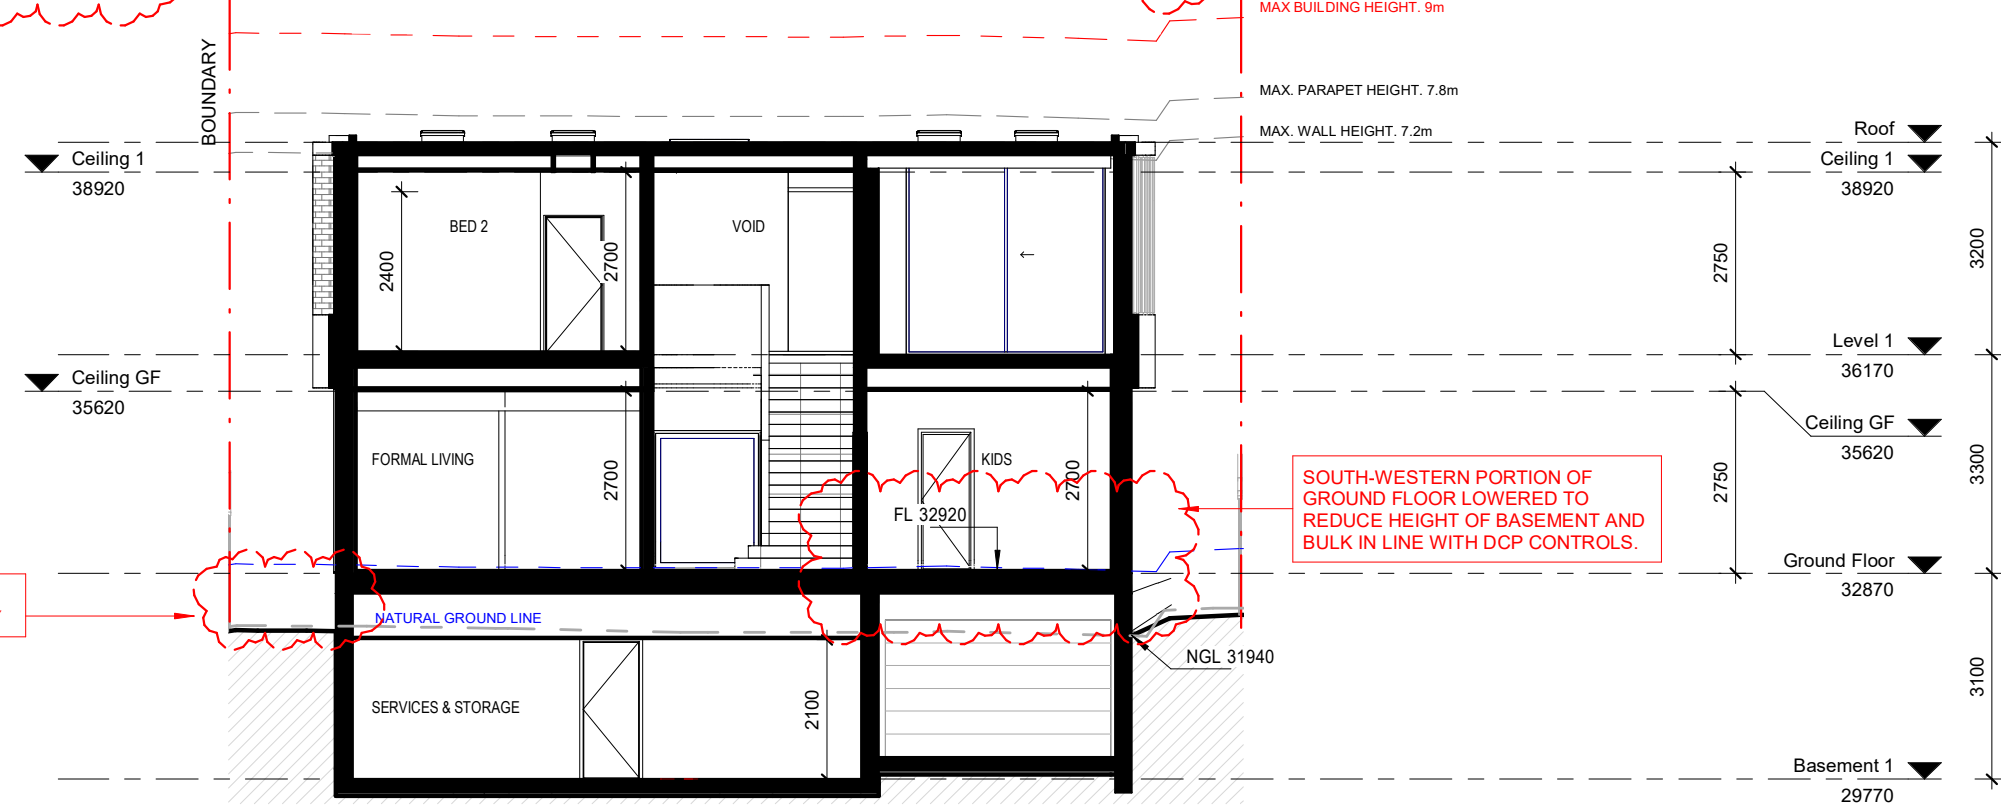 MAX BUILDING HEIGHT. 9m
BOUNDARY
MAX. PARAPET HEIGHT. 7.8m
MAX. WALL HEIGHT. 7.2m
Roof
Ceiling 1
38920
Ceiling 1
38920
BED 2
VOID
2400
2700
←
2750
3200
Level 1
36170
Ceiling GF
35620
Ceiling GF
35620
FORMAL LIVING
2700
KIDS
2700
2750
3300
FL 32920
SOUTH-WESTERN PORTION OF
GROUND FLOOR LOWERED TO
REDUCE HEIGHT OF BASEMENT AND
BULK IN LINE WITH DCP CONTROLS.
Ground Floor
32870
NATURAL GROUND LINE
NGL 31940
SERVICES & STORAGE
2100
3100
Basement 1
29770